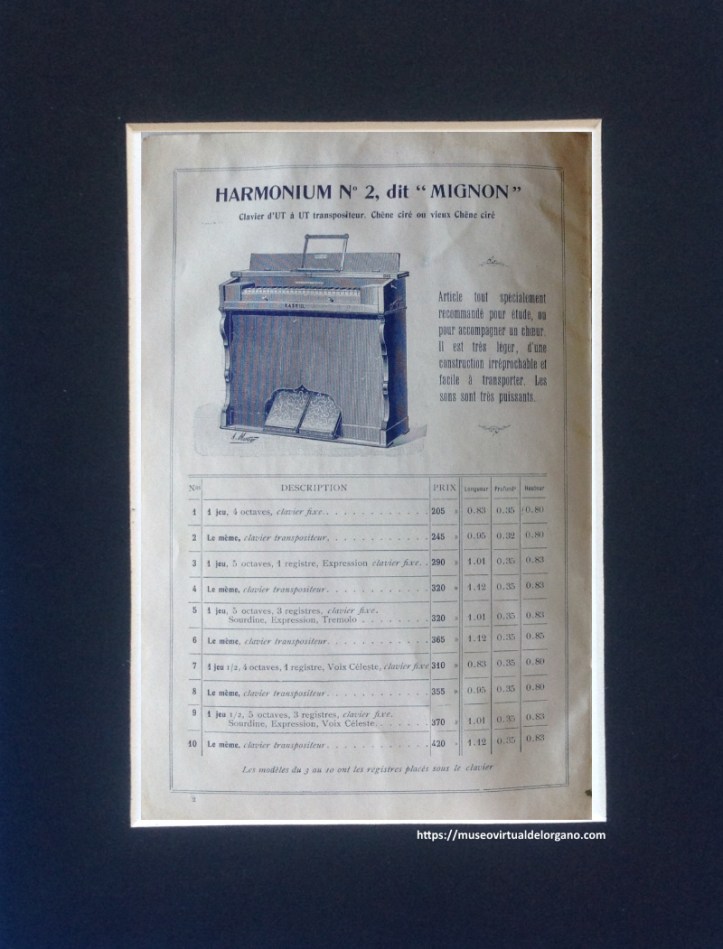 HARMONIUM Nº 2, dit “ MIGNON ”
Clavier d'UT à UT transpositeur. Chêne ciré ou vieux Chêne ciré
Article tout spécialement
recommandé pour étude, ou
pour accompagner un chœur.
Il est très léger, d'une
construction irréprochable et
facile à transporter. Les
sons sont très puissants.
Nos DESCRIPTION PRIX Longueur Profondr Hauteur
1 1 jeu, 4 octaves, clavier fixe. 205 » 0.83 0.35 0.80
2 Le même, clavier transpositeur. 245 » 0.95 0.32 0.80
3 1 jeu, 5 octaves, 1 registre, Expression clavier fixe. 290 » 1.01 0.35 0.83
4 Le même, clavier transpositeur. 320 » 1.12 0.35 0.83
5 1 jeu, 5 octaves, 3 registres, clavier fixe.
Sourdine, Expression, Tremolo 330 » 1.01 0.35 0.83
6 Le même, clavier transpositeur. 365 » 1.12 0.35 0.85
7 1 jeu 1/2, 4 octaves, 1 registre, Voix Céleste, clavier fixe 310 » 0.83 0.35 0.80
8 Le même, clavier transpositeur. 355 » 0.95 0.35 0.80
9 1 jeu 1/2, 5 octaves, 3 registres, clavier fixe.
Sourdine, Expression, Voix Céleste. 370 » 1.01 0.35 0.83
10 Le même, clavier transpositeur. 420 » 1.12 0.35 0.83
Les modèles du 3 au 10 ont les registres placés sous le clavier
2
https://museovirtualdelorgano.com